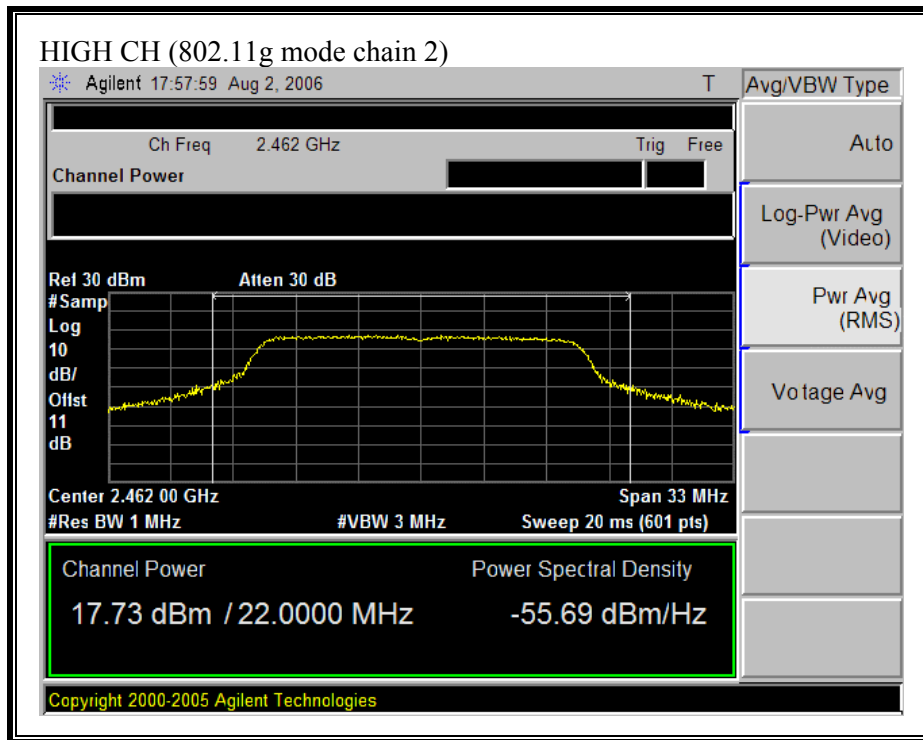 HIGH CH (802.11g mode chain 2)
Agilent 17:57:59 Aug 2, 2006 T
Avg/VBW Type
Ch Freq 2.462 GHz Trig Free
Channel Power
Auto
Log-Pwr Avg
(Video)
Pwr Avg
(RMS)
Voltage Avg
Ref 30 dBm Atten 30 dB
#Samp
Log
10
dB/
Offst
11
dB
Center 2.462 00 GHz Span 33 MHz
#Res BW 1 MHz #VBW 3 MHz Sweep 20 ms (601 pts)
Channel Power Power Spectral Density
17.73 dBm / 22.0000 MHz -55.69 dBm/Hz
Copyright 2000-2005 Agilent Technologies